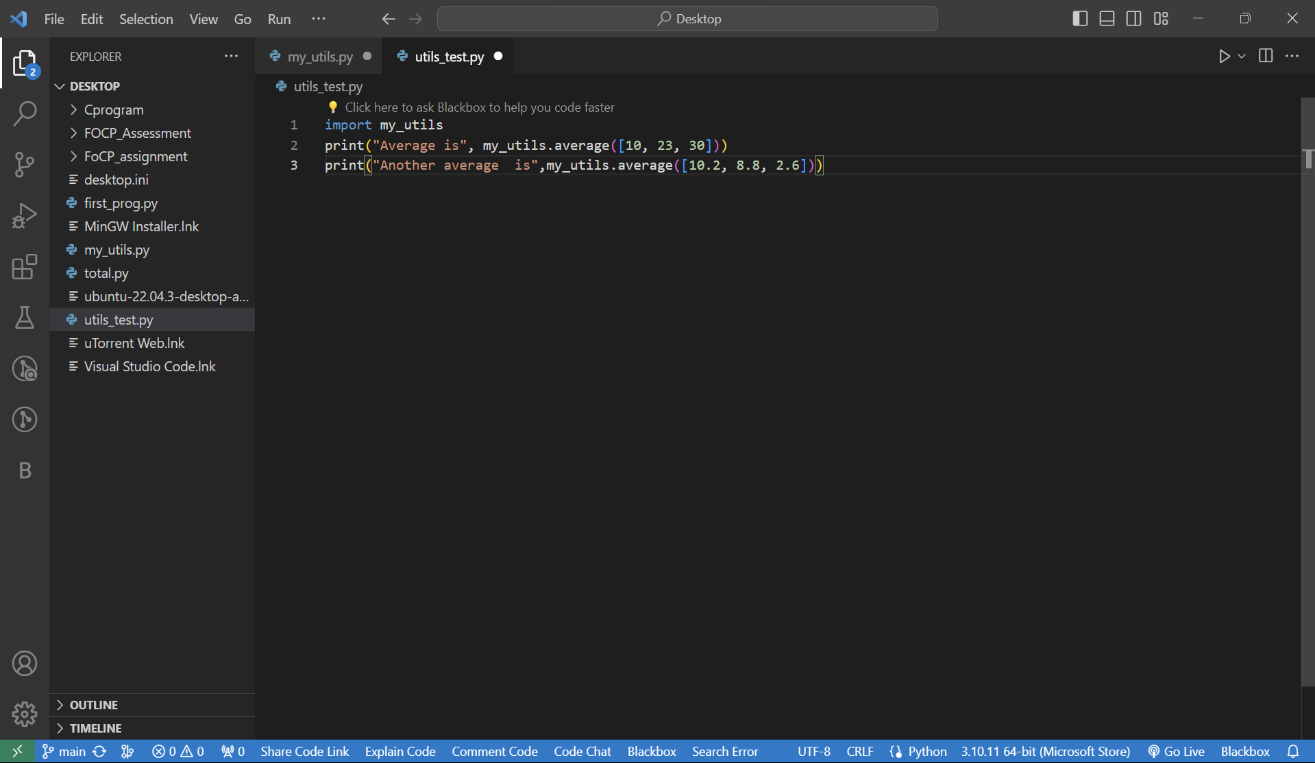 File Edit Selection View Go Run ···
Desktop
EXPLORER ···
my_utils.py
utils_test.py
2
DESKTOP
Cprogram
FOCP_Assessment
FoCP_assignment
desktop.ini
first_prog.py
MinGW Installer.lnk
my_utils.py
total.py
ubuntu-22.04.3-desktop-a...
utils_test.py
uTorrent Web.lnk
Visual Studio Code.lnk
utils_test.py
Click here to ask Blackbox to help you code faster
1 import my_utils
2 print("Average is", my_utils.average([10, 23, 30]))
3 print("Another average  is",my_utils.average([10.2, 8.8, 2.6]))
B
OUTLINE
TIMELINE
main 0 0 0 Share Code Link Explain Code Comment Code Code Chat Blackbox Search Error UTF-8 CRLF Python 3.10.11 64-bit (Microsoft Store) Go Live Blackbox